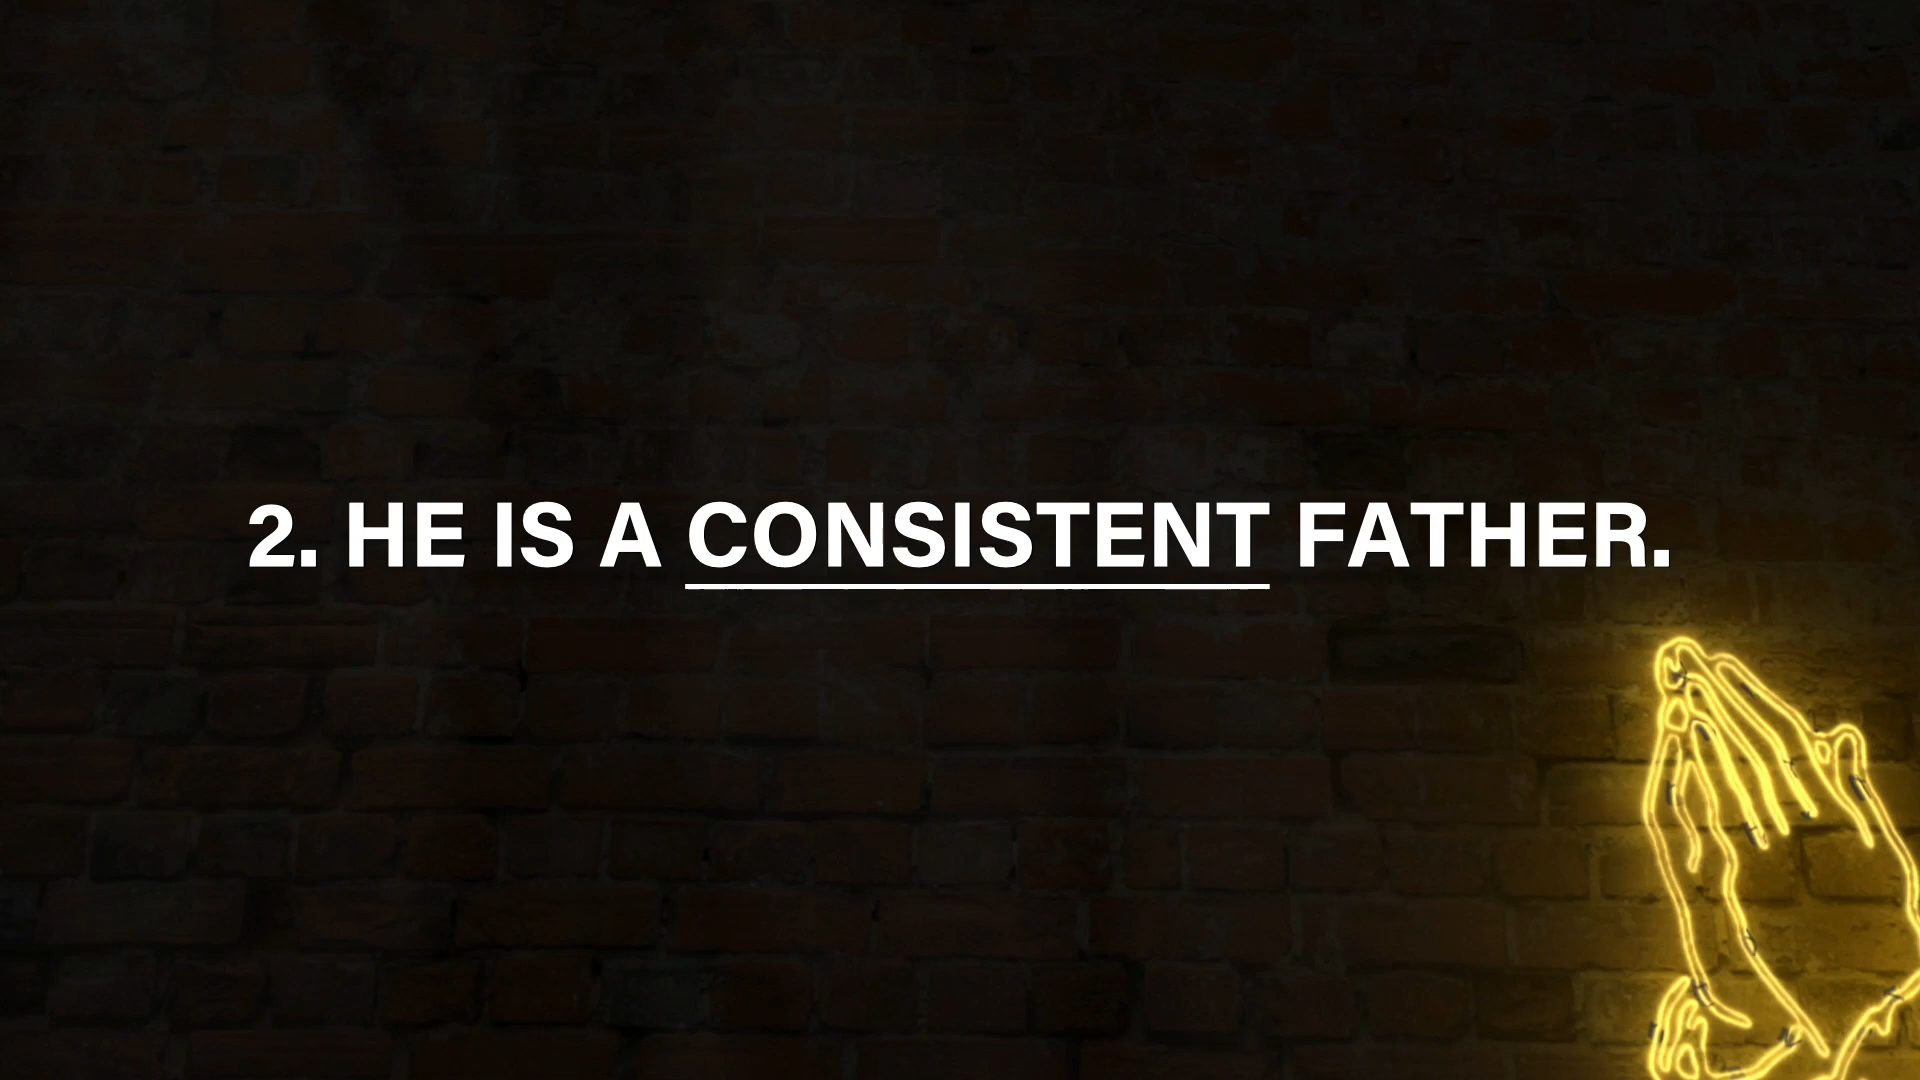 2. HE IS A CONSISTENT FATHER.